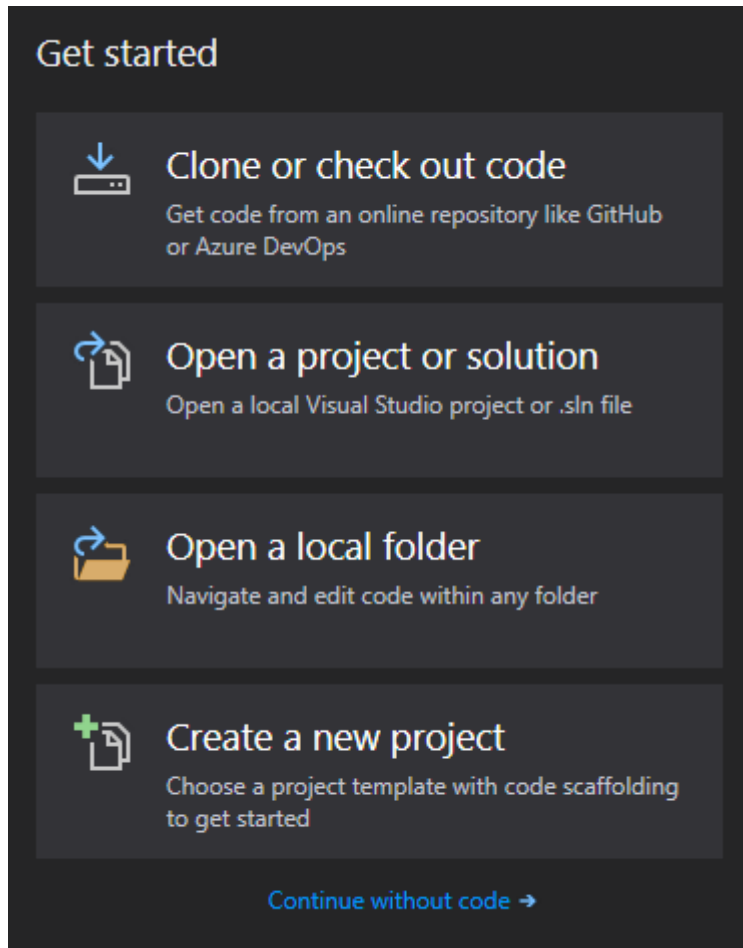 Get started
Clone or check out code
Get code from an online repository like GitHub
or Azure DevOps
Open a project or solution
Open a local Visual Studio project or .sln file
Open a local folder
Navigate and edit code within any folder
Create a new project
Choose a project template with code scaffolding
to get started
Continue without code →